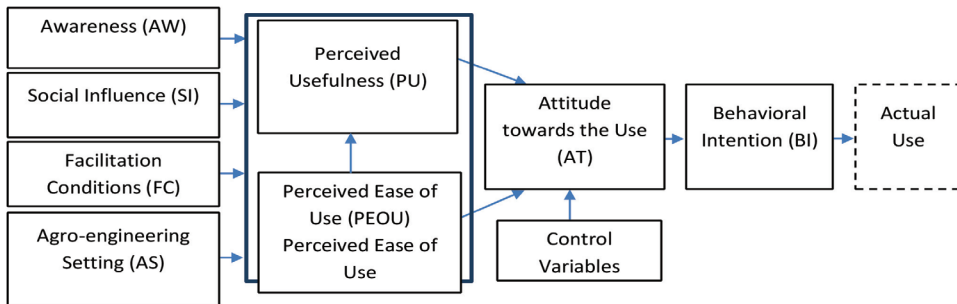 Awareness (AW)
Social Influence (SI)
Facilitation
Conditions (FC)
Agro-engineering
Setting (AS)
Perceived
Usefulness (PU)
Perceived Ease of
Use (PEOU)
Perceived Ease of
Use
Attitude
towards the Use
(AT)
Control
Variables
Behavioral
Intention (BI)
Actual
Use